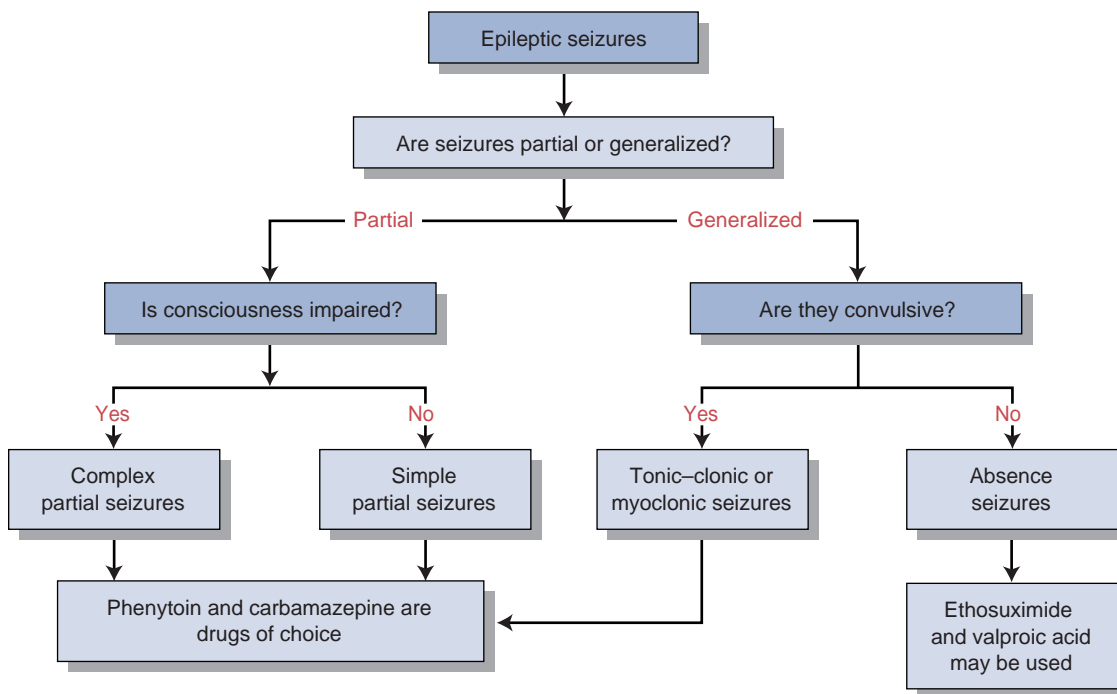 Epileptic seizures
Are seizures partial or generalized?
Partial
Generalized
Is consciousness impaired?
Are they convulsive?
Yes
No
Yes
No
Complex
partial seizures
Simple
partial seizures
Tonic–clonic or
myoclonic seizures
Absence
seizures
Phenytoin and carbamazepine are
drugs of choice
Ethosuximide
and valproic acid
may be used